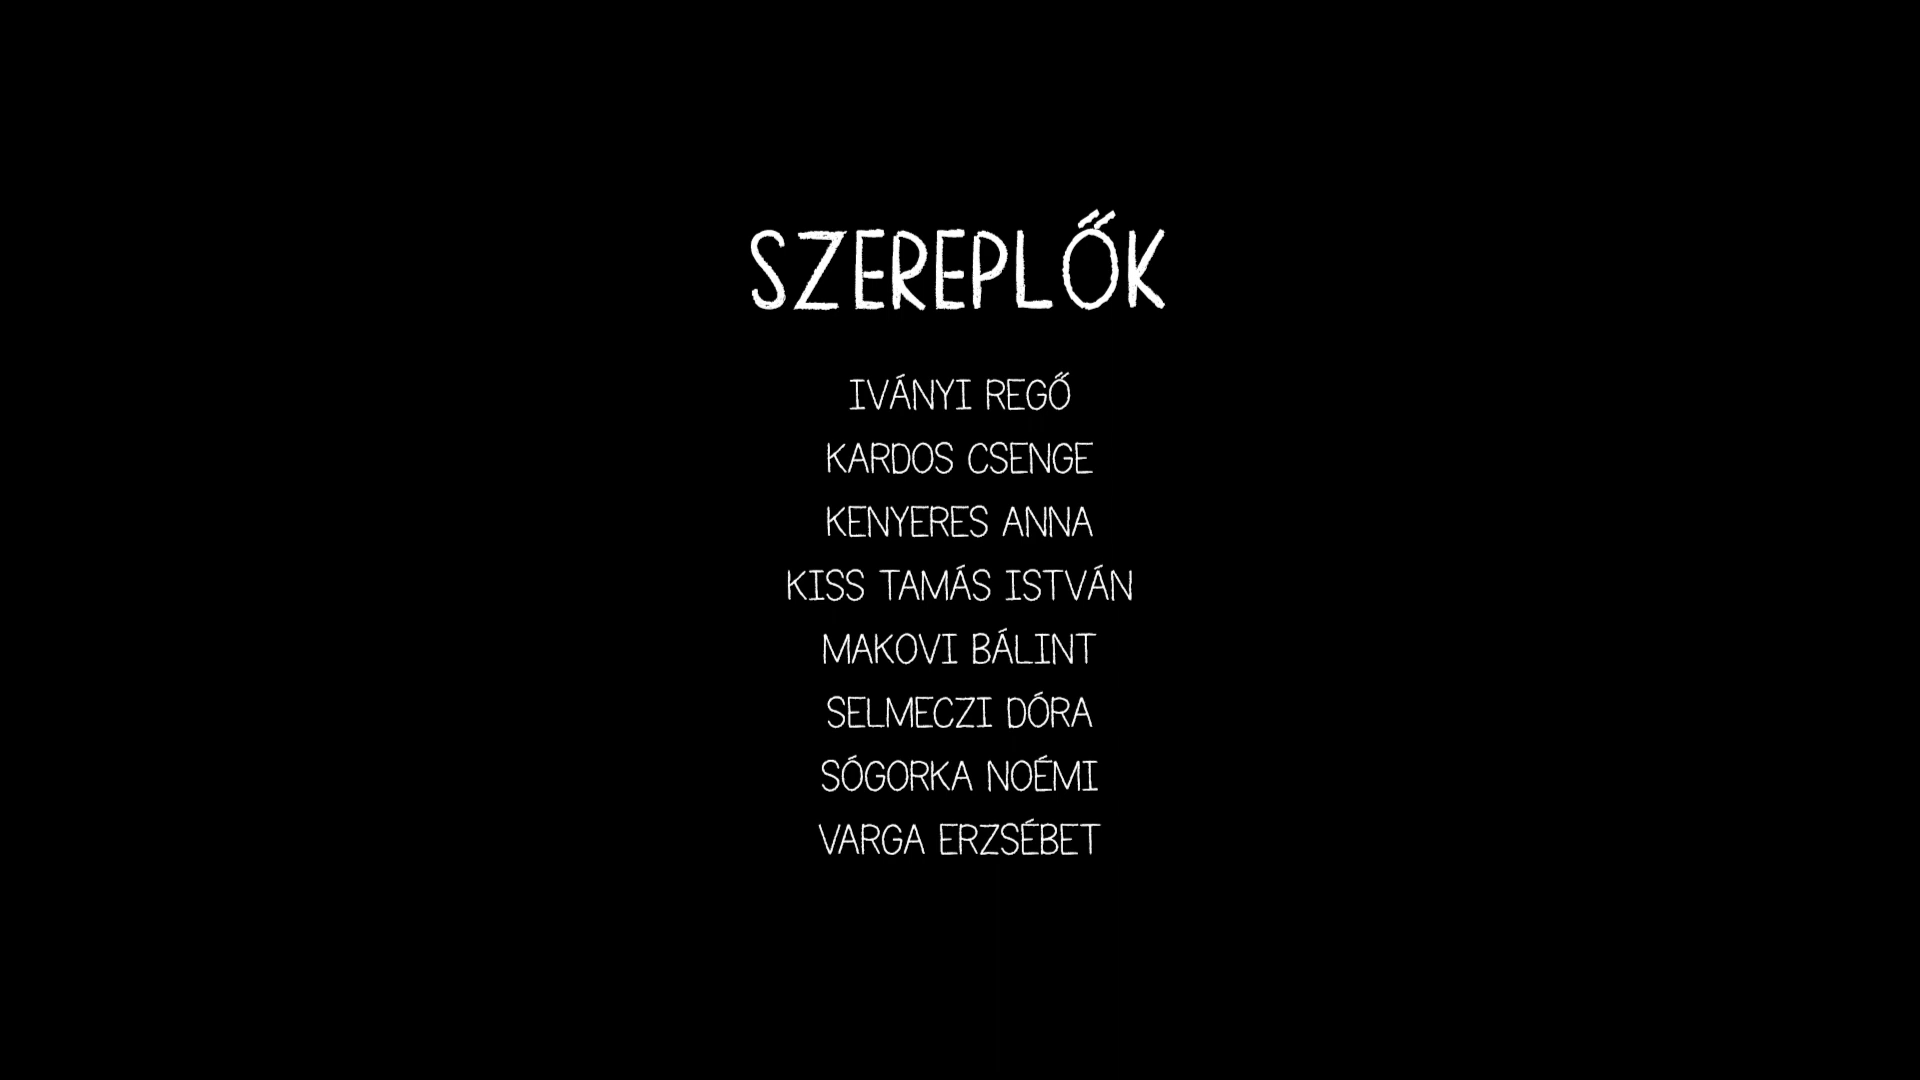 SZEREPLŐK
IVÁNYI REGŐ
KARDOS CSENGE
KENYERES ANNA
KISS TAMÁS ISTVÁN
MAKOVI BÁLINT
SELMECZI DÓRA
SÓGORKA NOÉMI
VARGA ERZSÉBET